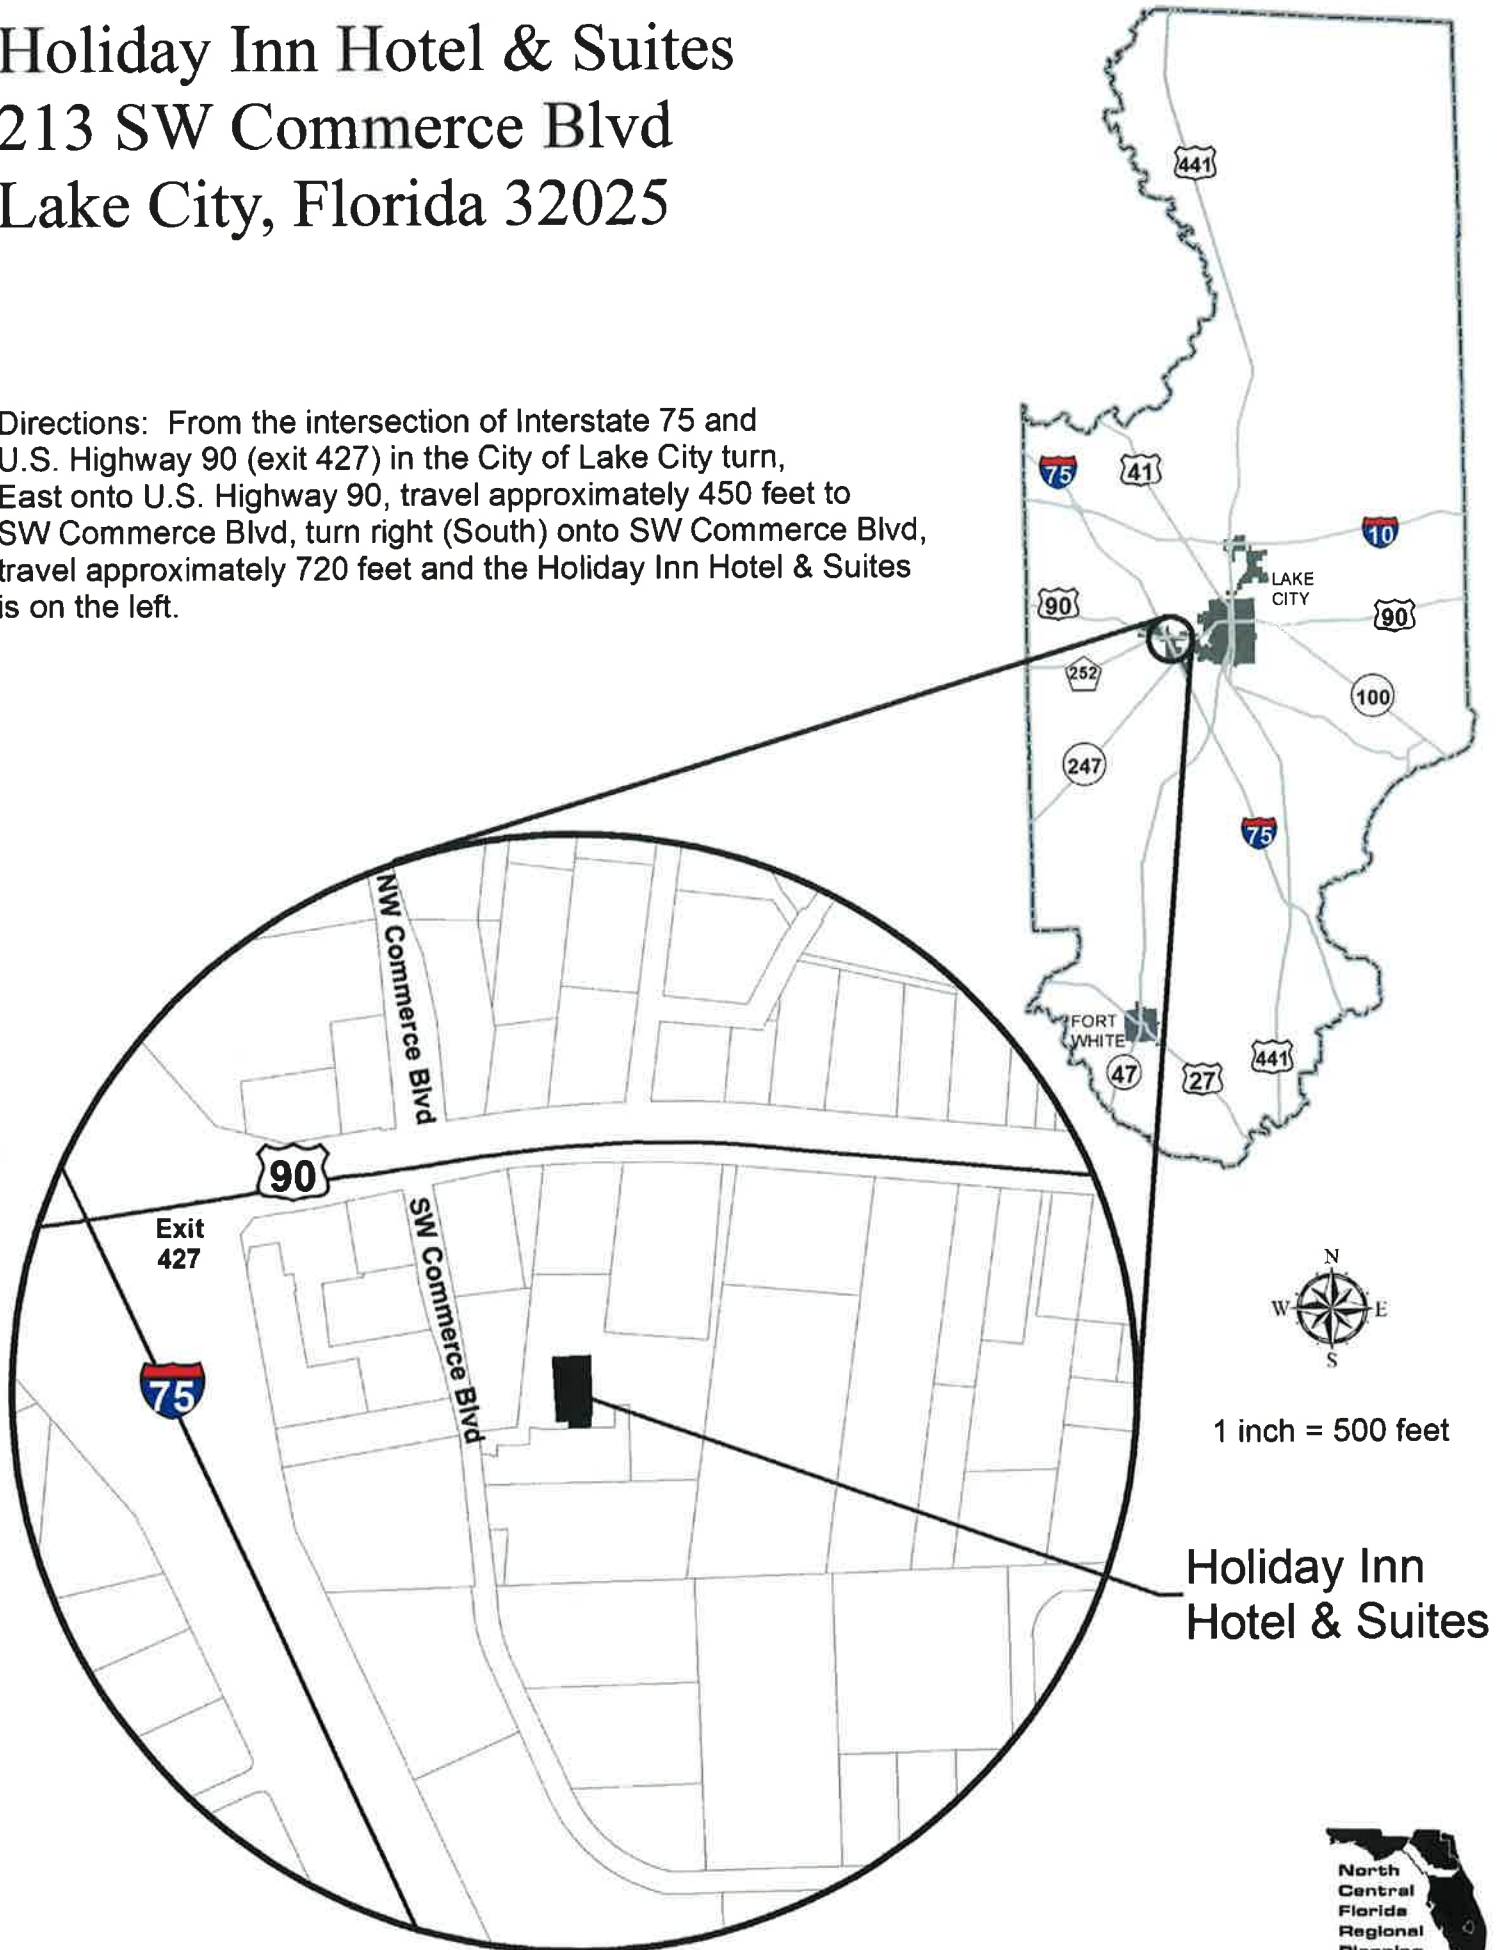 Holiday Inn Hotel & Suites
213 SW Commerce Blvd
Lake City, Florida 32025
Directions: From the intersection of Interstate 75 and
U.S. Highway 90 (exit 427) in the City of Lake City turn,
East onto U.S. Highway 90, travel approximately 450 feet to
SW Commerce Blvd, turn right (South) onto SW Commerce Blvd,
travel approximately 720 feet and the Holiday Inn Hotel & Suites
is on the left.
441
75
41
10
LAKE
CITY
90
90
252
100
247
75
FORT
WHITE
47
27
441
NW Commerce Blvd
90
Exit
427
SW Commerce Blvd
75
N
W
E
S
1 inch = 500 feet
Holiday Inn
Hotel & Suites
North
Central
Florida
Regional
Planning